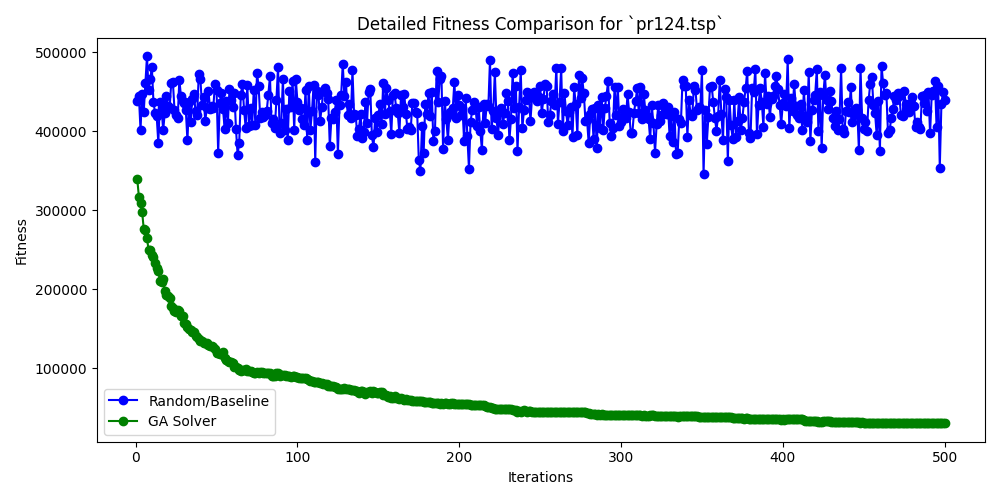 Detailed Fitness Comparison for `pr124.tsp`
500000
400000
300000
200000
100000
Fitness
Random/Baseline
GA Solver
0 100 200 300 400 500
Iterations